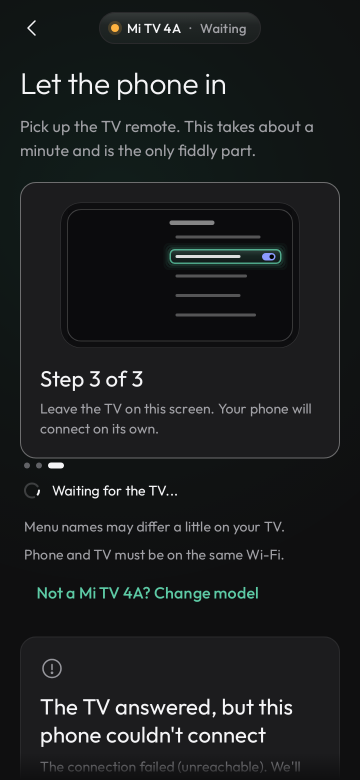 Mi TV 4A · Waiting
Let the phone in
Pick up the TV remote. This takes about a
minute and is the only fiddly part.
Step 3 of 3
Leave the TV on this screen. Your phone will
connect on its own.
Waiting for the TV...
Menu names may differ a little on your TV.
Phone and TV must be on the same Wi-Fi.
Not a Mi TV 4A? Change model
The TV answered, but this
phone couldn't connect
The connection failed (unreachable). We'll